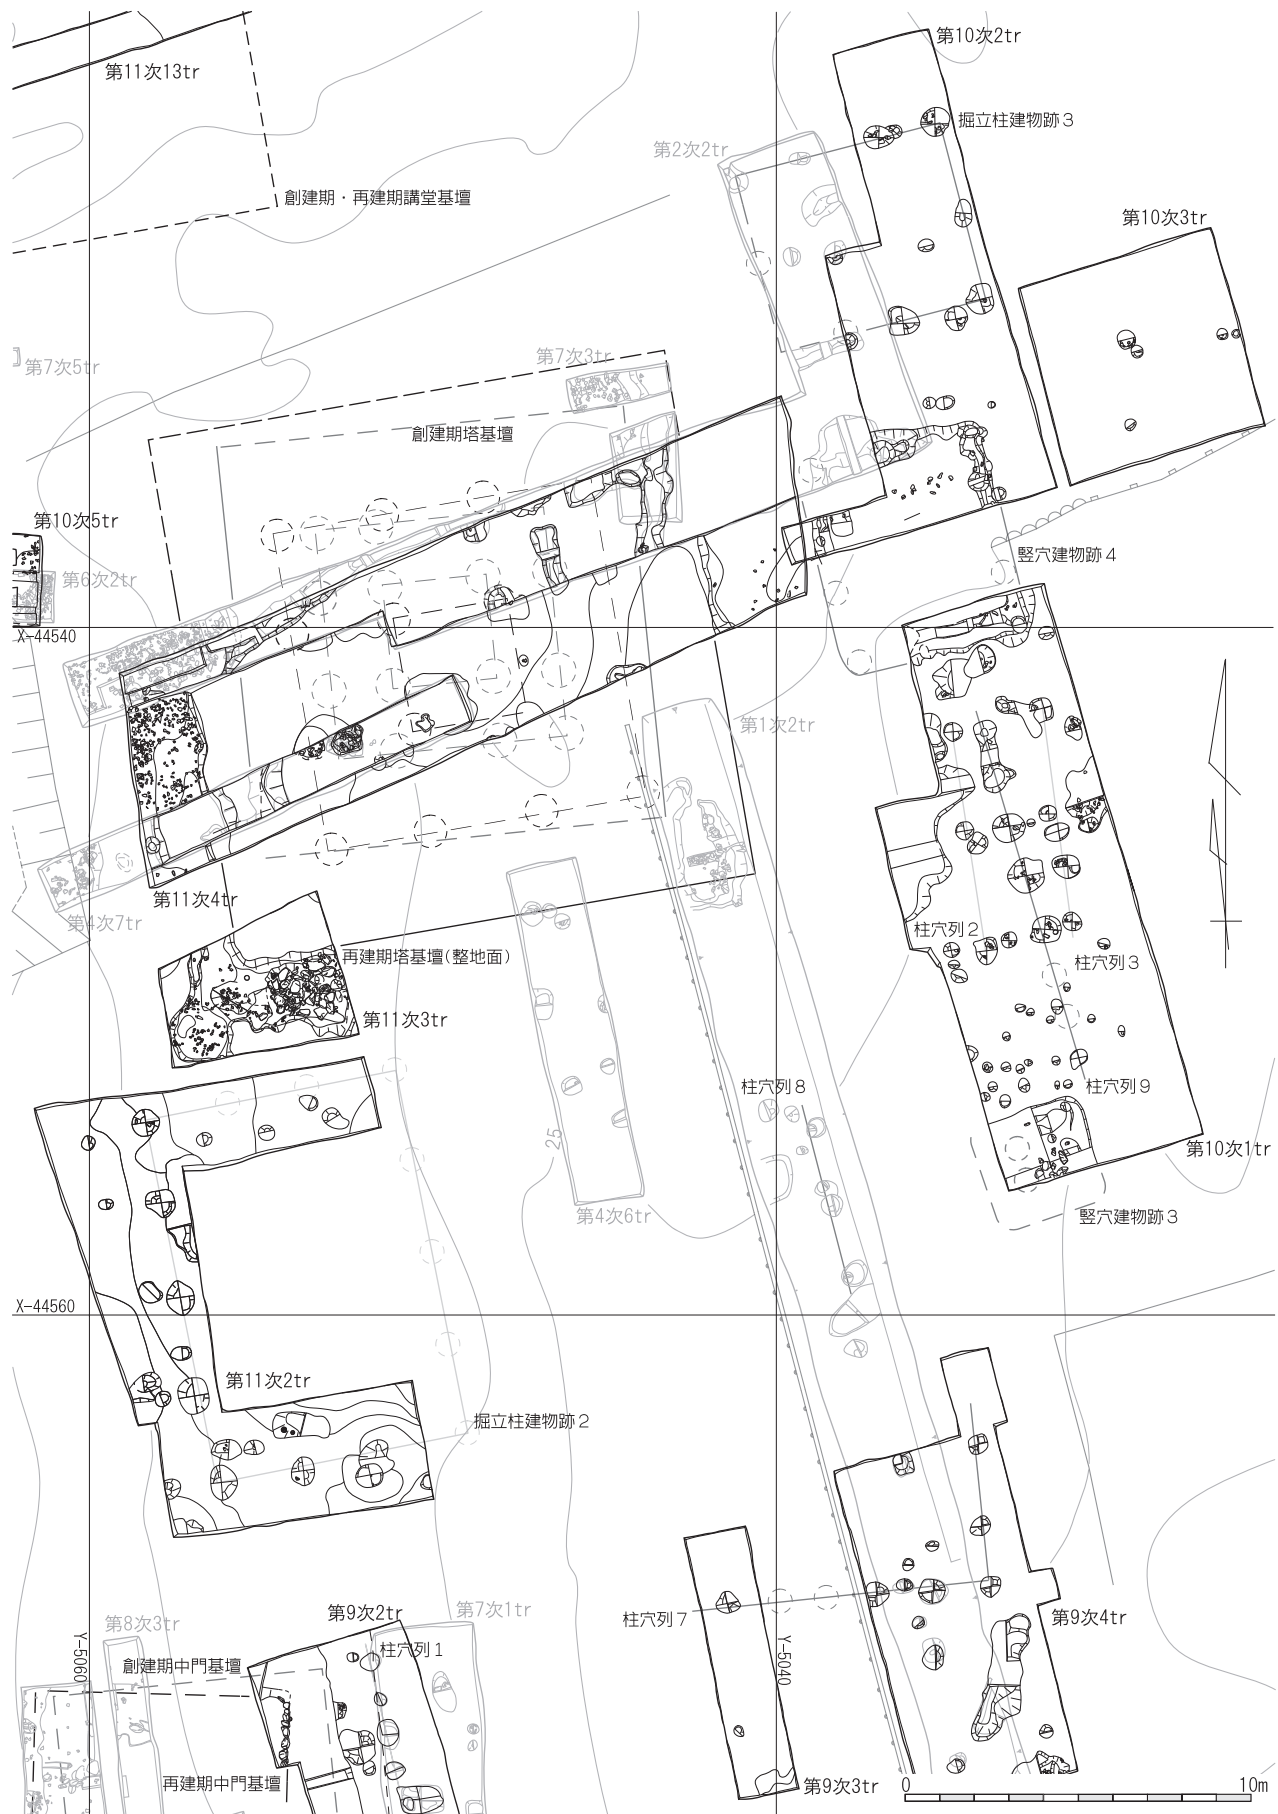 第10次2tr
第11次13tr
掘立柱建物跡３
第2次2tr
創建期・再建期講堂基壇
第10次3tr
第7次3tr
第7次5tr
創建期塔基壇
第10次5tr
竪穴建物跡４
第6次2tr
X-44540
第1次2tr
第11次4tr
第4次7tr
柱穴列２
再建期塔基壇(整地面)
柱穴列３
第11次3tr
柱穴列８
柱穴列９
25
第10次1tr
第4次6tr
竪穴建物跡３
X-44560
第11次2tr
掘立柱建物跡２
第9次2tr
第7次1tr
第8次3tr
柱穴列７
第9次4tr
Y-5060
柱穴列１
Y-5040
創建期中門基壇
再建期中門基壇
第9次3tr
0
10m